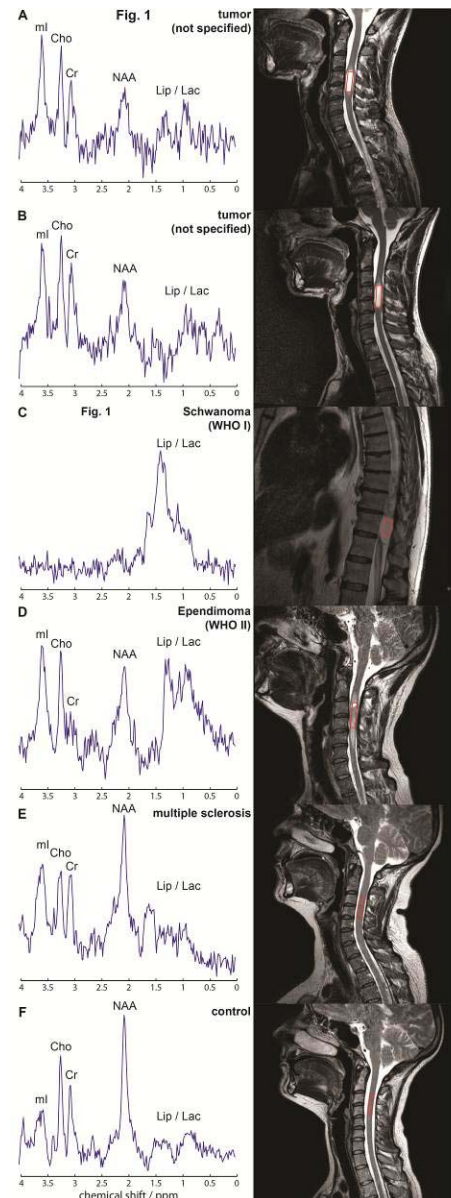 A Fig. 1 tumor
(not specified)
mI Cho Cr NAA Lip / Lac
4 3.5 3 2.5 2 1.5 1 0.5 0
B tumor
(not specified)
mI Cho Cr NAA Lip / Lac
4 3.5 3 2.5 2 1.5 1 0.5 0
C Fig. 1 Schwanoma
(WHO I)
Lip / Lac
4 3.5 3 2.5 2 1.5 1 0.5 0
D Ependimoma
(WHO II)
mI Cho Cr NAA Lip / Lac
4 3.5 3 2.5 2 1.5 1 0.5 0
E multiple sclerosis
mI Cho Cr NAA Lip / Lac
4 3.5 3 2.5 2 1.5 1 0.5 0
F control
mI Cho Cr NAA Lip / Lac
4 3.5 3 2.5 2 1.5 1 0.5 0
chemical shift / ppm